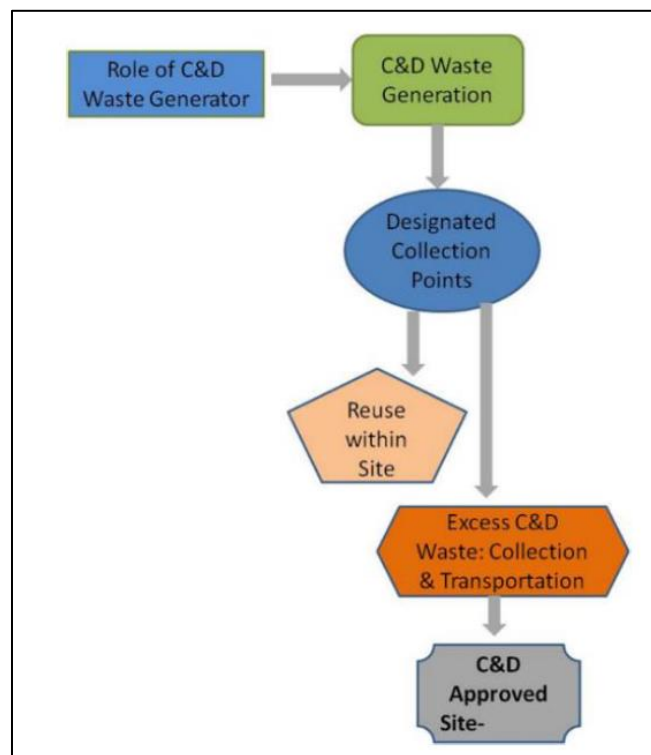 Role of C&D
Waste Generator
C&D Waste
Generation
Designated
Collection
Points
Reuse
within
Site
Excess C&D
Waste: Collection
& Transportation
C&D
Approved
Site-